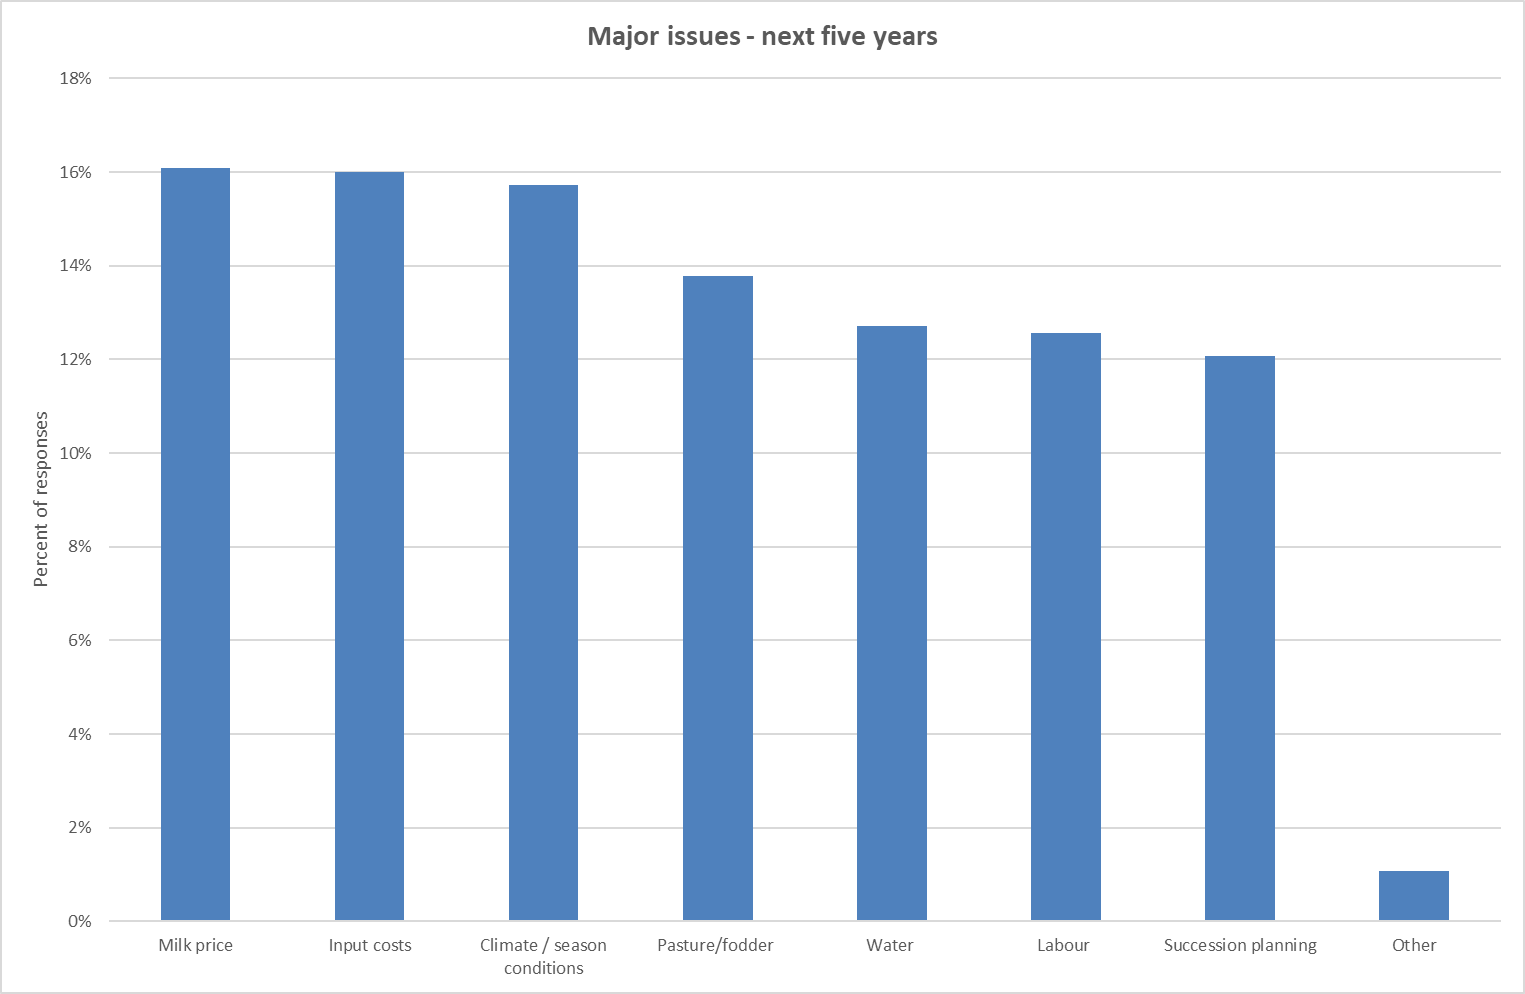 Major issues - next five years
18%
16%
14%
12%
10%
8%
6%
4%
2%
0%
Percent of responses
Milk price
Input costs
Climate / season
conditions
Pasture/fodder
Water
Labour
Succession planning
Other